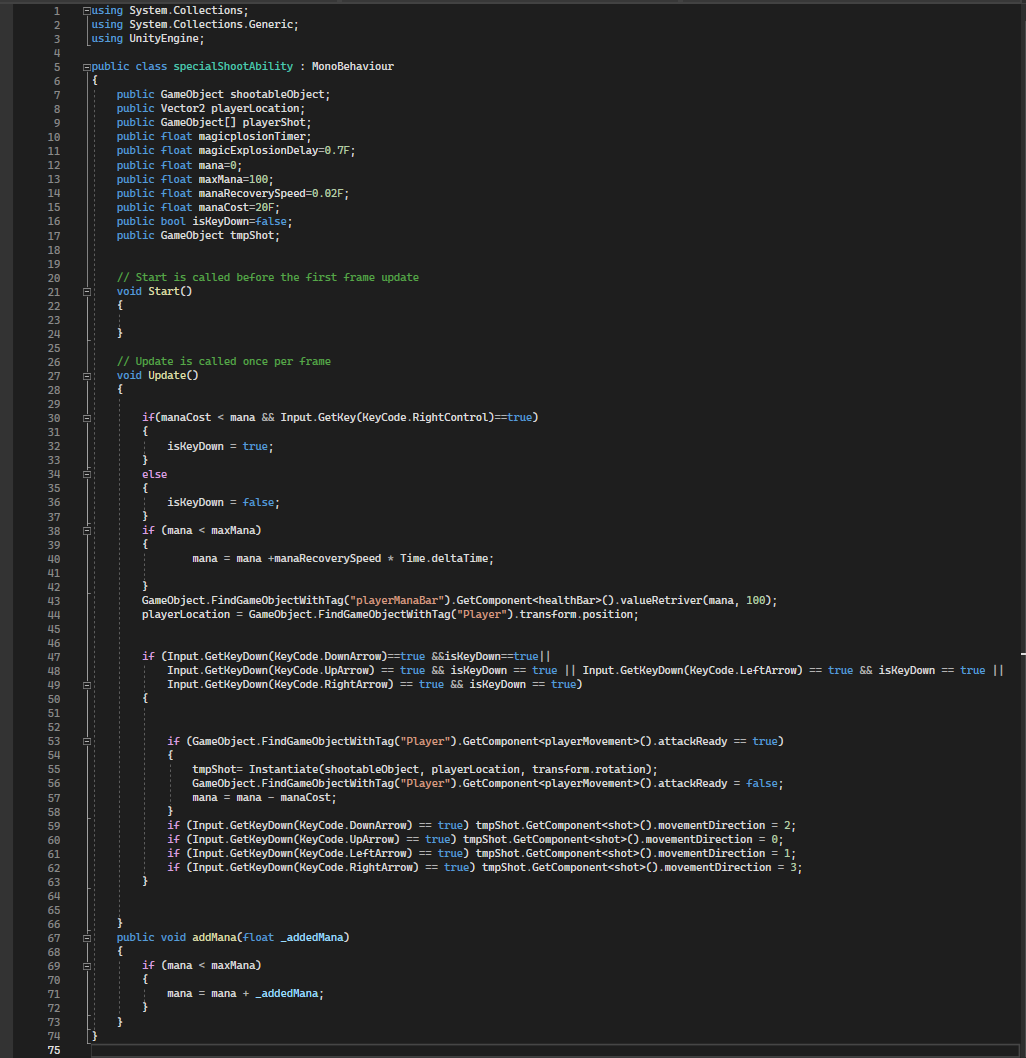 1 using System.Collections;
2 using System.Collections.Generic;
3 using UnityEngine;
4
5 public class specialShootAbility : MonoBehaviour
6 {
7 public GameObject shootableObject;
8 public Vector2 playerLocation;
9 public GameObject[] playerShot;
10 public float magicplosionTimer;
11 public float magicExplosionDelay=0.7F;
12 public float mana=0;
13 public float maxMana=100;
14 public float manaRecoverySpeed=0.02F;
15 public float manaCost=20F;
16 public bool isKeyDown=false;
17 public GameObject tmpShot;
18
19
20 // Start is called before the first frame update
21 void Start()
22 {
23
24 }
25
26 // Update is called once per frame
27 void Update()
28 {
29
30 if(manaCost < mana && Input.GetKey(KeyCode.RightControl)==true)
31 {
32 isKeyDown = true;
33 }
34 else
35 {
36 isKeyDown = false;
37 }
38 if (mana < maxMana)
39 {
40 mana = mana +manaRecoverySpeed * Time.deltaTime;
41
42 }
43 GameObject.FindGameObjectWithTag("playerManaBar").GetComponent<healthBar>().valueRetriver(mana, 100);
44 playerLocation = GameObject.FindGameObjectWithTag("Player").transform.position;
45
46
47 if (Input.GetKeyDown(KeyCode.DownArrow)==true &&isKeyDown==true||
48 Input.GetKeyDown(KeyCode.UpArrow) == true && isKeyDown == true || Input.GetKeyDown(KeyCode.LeftArrow) == true && isKeyDown == true ||
49 Input.GetKeyDown(KeyCode.RightArrow) == true && isKeyDown == true)
50 {
51
52
53 if (GameObject.FindGameObjectWithTag("Player").GetComponent<playerMovement>().attackReady == true)
54 {
55 tmpShot= Instantiate(shootableObject, playerLocation, transform.rotation);
56 GameObject.FindGameObjectWithTag("Player").GetComponent<playerMovement>().attackReady = false;
57 mana = mana - manaCost;
58 }
59 if (Input.GetKeyDown(KeyCode.DownArrow) == true) tmpShot.GetComponent<shot>().movementDirection = 2;
60 if (Input.GetKeyDown(KeyCode.UpArrow) == true) tmpShot.GetComponent<shot>().movementDirection = 0;
61 if (Input.GetKeyDown(KeyCode.LeftArrow) == true) tmpShot.GetComponent<shot>().movementDirection = 1;
62 if (Input.GetKeyDown(KeyCode.RightArrow) == true) tmpShot.GetComponent<shot>().movementDirection = 3;
63 }
64
65
66 }
67 public void addMana(float _addedMana)
68 {
69 if (mana < maxMana)
70 {
71 mana = mana + _addedMana;
72 }
73 }
74 }
75